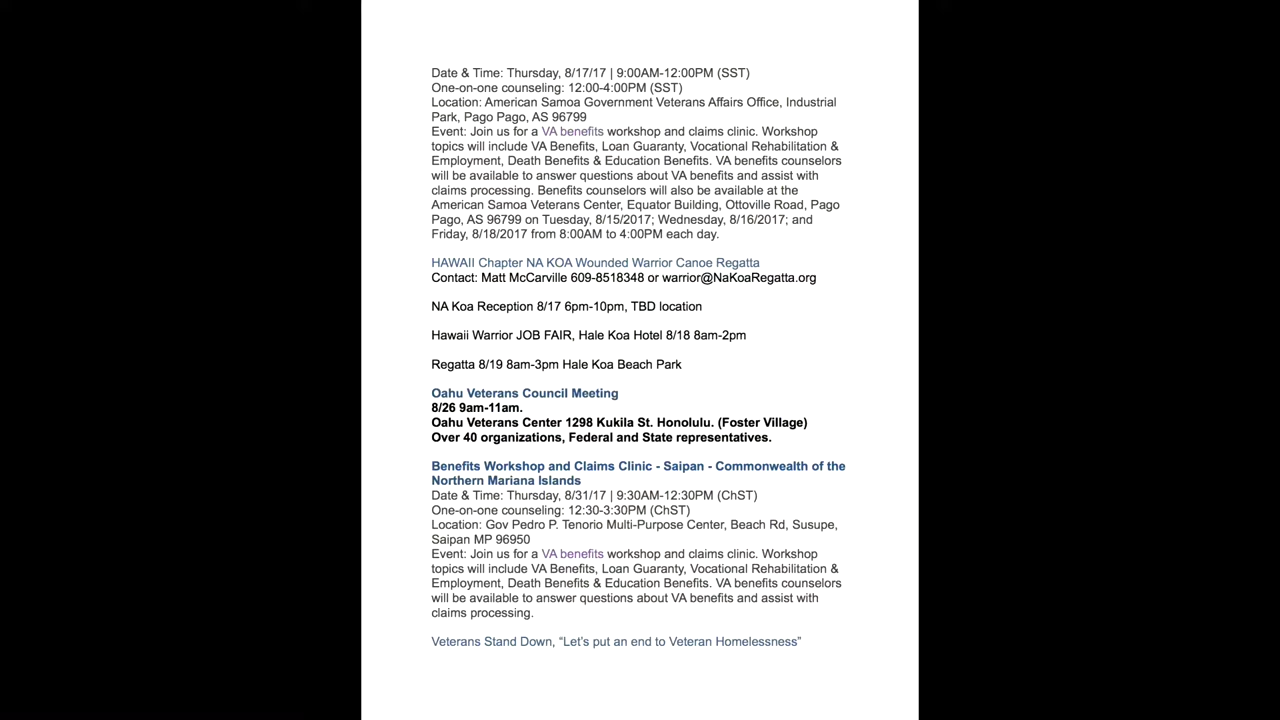 Date & Time: Thursday, 8/17/17 | 9:00AM-12:00PM (SST)
One-on-one counseling: 12:00-4:00PM (SST)
Location: American Samoa Government Veterans Affairs Office, Industrial
Park, Pago Pago, AS 96799
Event: Join us for a VA benefits workshop and claims clinic. Workshop
topics will include VA Benefits, Loan Guaranty, Vocational Rehabilitation &
Employment, Death Benefits & Education Benefits. VA benefits counselors
will be available to answer questions about VA benefits and assist with
claims processing. Benefits counselors will also be available at the
American Samoa Veterans Center, Equator Building, Ottoville Road, Pago
Pago, AS 96799 on Tuesday, 8/15/2017; Wednesday, 8/16/2017; and
Friday, 8/18/2017 from 8:00AM to 4:00PM each day.
HAWAII Chapter NA KOA Wounded Warrior Canoe Regatta
Contact: Matt McCarville 609-8518348 or warrior@NaKoaRegatta.org
NA Koa Reception 8/17 6pm-10pm, TBD location
Hawaii Warrior JOB FAIR, Hale Koa Hotel 8/18 8am-2pm
Regatta 8/19 8am-3pm Hale Koa Beach Park
Oahu Veterans Council Meeting
8/26 9am-11am.
Oahu Veterans Center 1298 Kukila St. Honolulu. (Foster Village)
Over 40 organizations, Federal and State representatives.
Benefits Workshop and Claims Clinic - Saipan - Commonwealth of the
Northern Mariana Islands
Date & Time: Thursday, 8/31/17 | 9:30AM-12:30PM (ChST)
One-on-one counseling: 12:30-3:30PM (ChST)
Location: Gov Pedro P. Tenorio Multi-Purpose Center, Beach Rd, Susupe,
Saipan MP 96950
Event: Join us for a VA benefits workshop and claims clinic. Workshop
topics will include VA Benefits, Loan Guaranty, Vocational Rehabilitation &
Employment, Death Benefits & Education Benefits. VA benefits counselors
will be available to answer questions about VA benefits and assist with
claims processing.
Veterans Stand Down, “Let’s put an end to Veteran Homelessness”